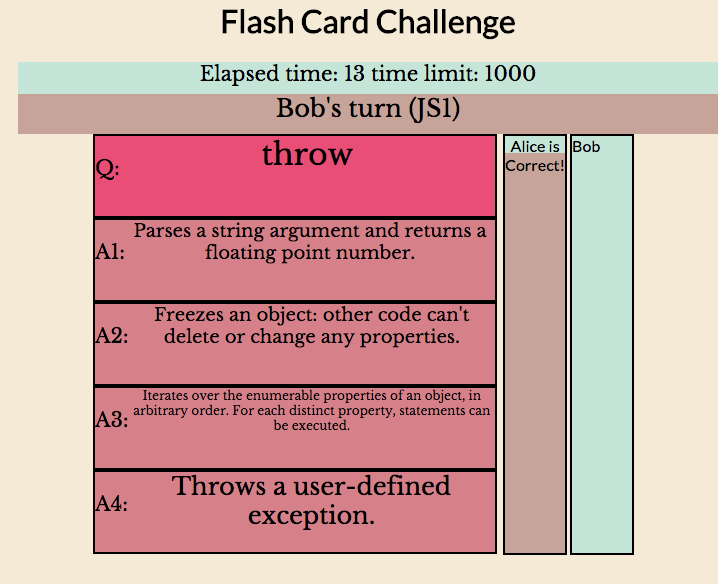 Flash Card Challenge
Elapsed time: 13 time limit: 1000
Bob's turn (JS1)
Q:
throw
A1:
Parses a string argument and returns a
floating point number.
A2:
Freezes an object: other code can't
delete or change any properties.
A3:
Iterates over the enumerable properties of an object, in
arbitrary order. For each distinct property, statements can
be executed.
A4:
Throws a user-defined
exception.
Alice is
Correct!
Bob